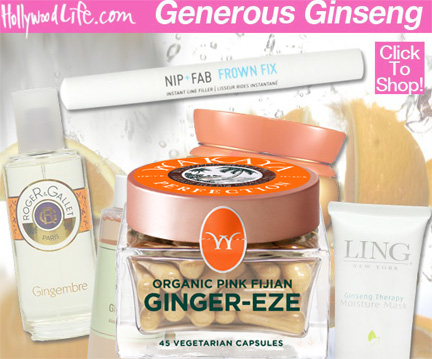 HollywoodLife.com
Generous Ginseng
Click
To
Shop!
NIP+FAB FROWN FIX
INSTANT LINE FILLER | LISSEUR RIDES INSTANTANÉ
WAKAYA
PERFECTION
ROGER & GALLET
PARIS
Gingembre
W
ORGANIC PINK FIJIAN
GINGER-EZE
45 VEGETARIAN CAPSULES
LING
NEW YORK
Ginseng Therapy
Moisture Mask